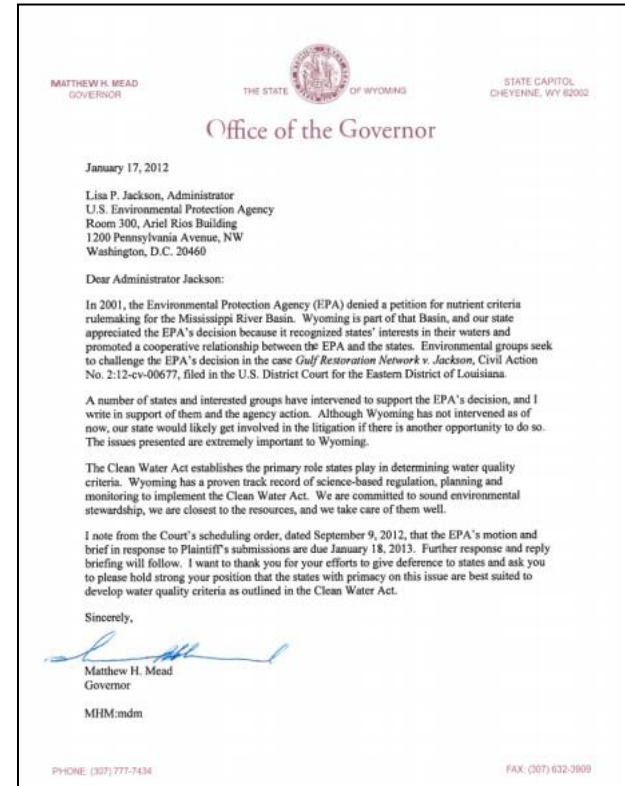 MATTHEW H. MEAD
GOVERNOR
THE STATE
OF WYOMING
STATE CAPITOL
CHEYENNE, WY 82002
Office of the Governor
January 17, 2012
Lisa P. Jackson, Administrator
U.S. Environmental Protection Agency
Room 300, Ariel Rios Building
1200 Pennsylvania Avenue, NW
Washington, D.C. 20460
Dear Administrator Jackson:
In 2001, the Environmental Protection Agency (EPA) denied a petition for nutrient criteria
rulemaking for the Mississippi River Basin. Wyoming is part of that Basin, and our state
appreciated the EPA's decision because it recognized states' interests in their waters and
promoted a cooperative relationship between the EPA and the states. Environmental groups seek
to challenge the EPA's decision in the case Gulf Restoration Network v. Jackson, Civil Action
No. 2:12-cv-00677, filed in the U.S. District Court for the Eastern District of Louisiana.
A number of states and interested groups have intervened to support the EPA's decision, and I
write in support of them and the agency action. Although Wyoming has not intervened as of
now, our state would likely get involved in the litigation if there is another opportunity to do so.
The issues presented are extremely important to Wyoming.
The Clean Water Act establishes the primary role states play in determining water quality
criteria. Wyoming has a proven track record of science-based regulation, planning and
monitoring to implement the Clean Water Act. We are committed to sound environmental
stewardship, we are closest to the resources, and we take care of them well.
I note from the Court's scheduling order, dated September 9, 2012, that the EPA's motion and
brief in response to Plaintiff's submissions are due January 18, 2013. Further response and reply
briefing will follow. I want to thank you for your efforts to give deference to states and ask you
to please hold strong your position that the states with primacy on this issue are best suited to
develop water quality criteria as outlined in the Clean Water Act.
Sincerely,
Matthew H. Mead
Governor
MHM:mdm
PHONE: (307) 777-7434
FAX: (307) 632-3909